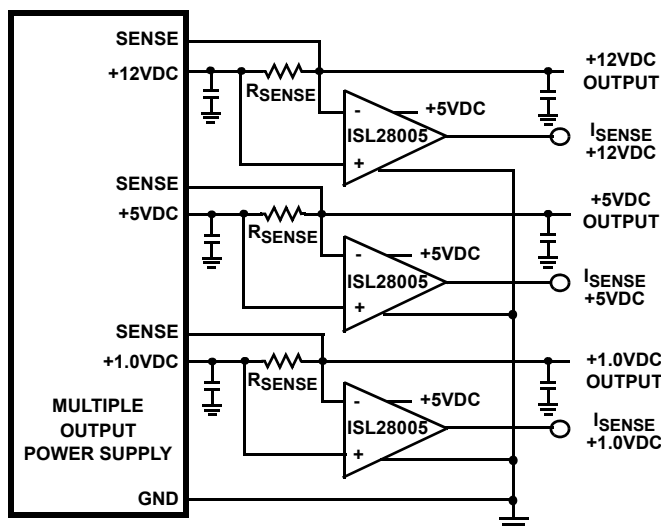 SENSE
+12VDC
RSENSE
-
+
ISL28005
+5VDC
+12VDC
OUTPUT
ISENSE
+12VDC
SENSE
+5VDC
RSENSE
-
+
ISL28005
+5VDC
+5VDC
OUTPUT
ISENSE
+5VDC
SENSE
+1.0VDC
RSENSE
-
+
ISL28005
+5VDC
+1.0VDC
OUTPUT
ISENSE
+1.0VDC
MULTIPLE
OUTPUT
POWER SUPPLY
GND